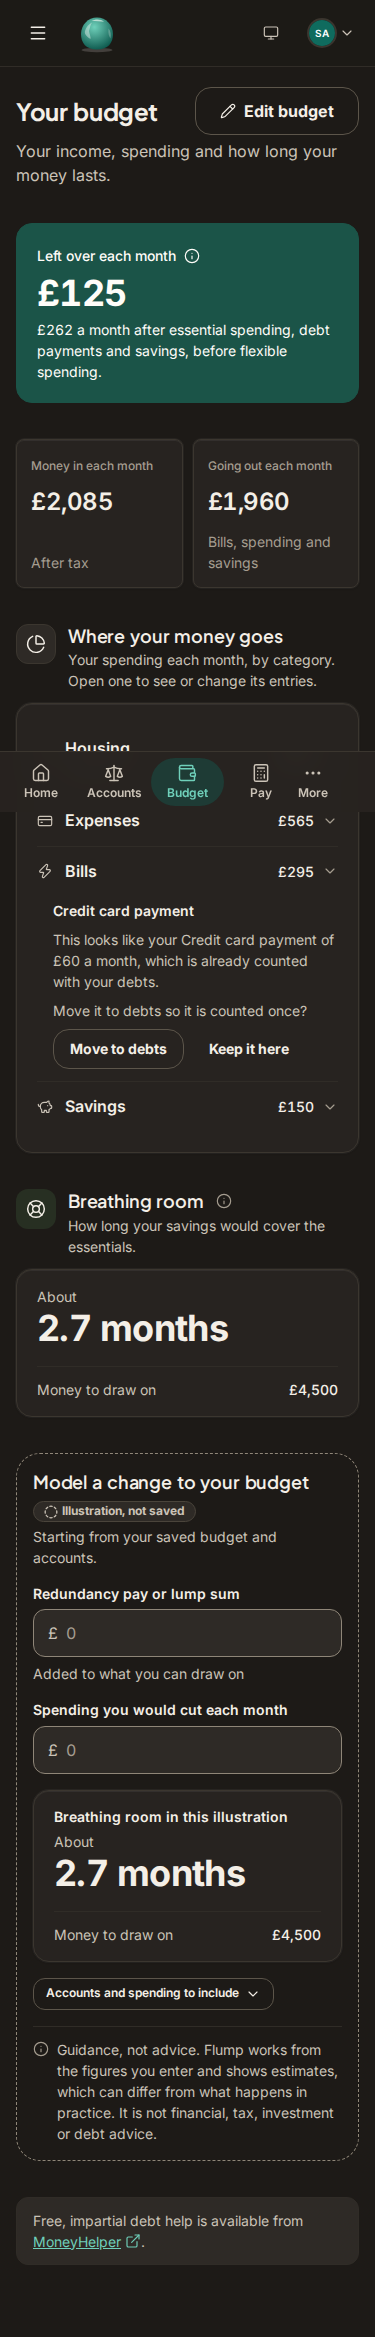 SA
Your budget
Edit budget
Your income, spending and how long your
money lasts.
Left over each month
£125
£262 a month after essential spending, debt
payments and savings, before flexible
spending.
Money in each month
£2,085
After tax
Going out each month
£1,960
Bills, spending and
savings
Where your money goes
Your spending each month, by category.
Open one to see or change its entries.
Housing
Home
Accounts
Budget
Pay
More
Expenses
£565
Bills
£295
Credit card payment
This looks like your Credit card payment of
£60 a month, which is already counted
with your debts.
Move it to debts so it is counted once?
Move to debts
Keep it here
Savings
£150
Breathing room
How long your savings would cover the
essentials.
About
2.7 months
Money to draw on
£4,500
Model a change to your budget
Illustration, not saved
Starting from your saved budget and
accounts.
Redundancy pay or lump sum
£ 0
Added to what you can draw on
Spending you would cut each month
£ 0
Breathing room in this illustration
About
2.7 months
Money to draw on
£4,500
Accounts and spending to include
Guidance, not advice. Flump works from
the figures you enter and shows estimates,
which can differ from what happens in
practice. It is not financial, tax, investment
or debt advice.
Free, impartial debt help is available from
MoneyHelper.